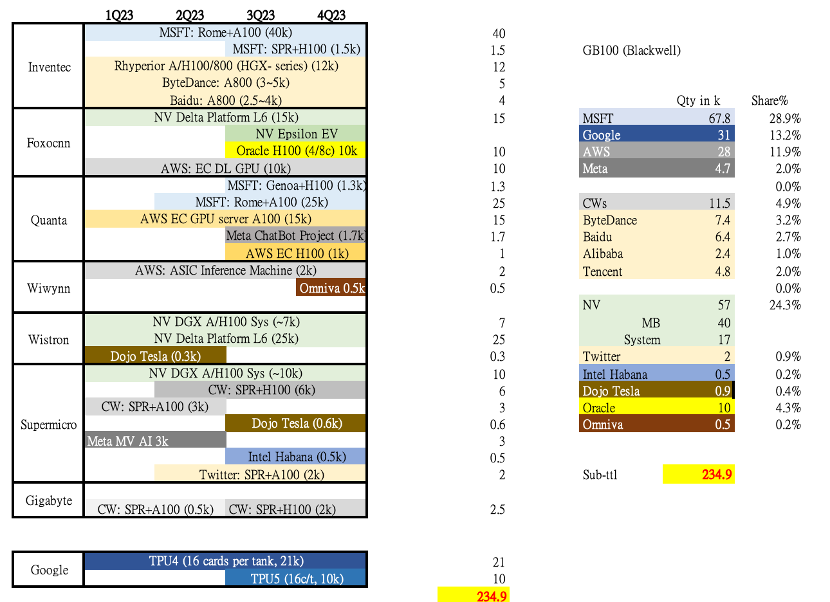 1Q23 2Q23 3Q23 4Q23
Inventec
MSFT: Rome+A100 (40k) 40
MSFT: SPR+H100 (1.5k) 1.5
Rhyperior A/H100/800 (HGX- series) (12k) 12
ByteDance: A800 (3~5k) 5
Baidu: A800 (2.5~4k) 4
Foxocnn
NV Delta Platform L6 (15k) 15
NV Epsilon EV
Oracle H100 (4/8c) 10k 10
AWS: EC DL GPU (10k) 10
Quanta
MSFT: Genoa+H100 (1.3k) 1.3
MSFT: Rome+A100 (25k) 25
AWS EC GPU server A100 (15k) 15
Meta ChatBot Project (1.7k) 1.7
AWS EC H100 (1k) 1
Wiwynn
AWS: ASIC Inference Machine (2k) 2
Omniva 0.5k 0.5
Wistron
NV DGX A/H100 Sys (~7k) 7
NV Delta Platform L6 (25k) 25
Dojo Tesla (0.3k) 0.3
Supermicro
NV DGX A/H100 Sys (~10k) 10
CW: SPR+H100 (6k) 6
CW: SPR+A100 (3k) 3
Dojo Tesla (0.6k) 0.6
Meta MV AI 3k 3
Intel Habana (0.5k) 0.5
Twitter: SPR+A100 (2k) 2
Gigabyte
CW: SPR+A100 (0.5k) CW: SPR+H100 (2k) 2.5
Google
TPU4 (16 cards per tank, 21k) 21
TPU5 (16c/t, 10k) 10
234.9
GB100 (Blackwell)
Qty in k Share%
MSFT 67.8 28.9%
Google 31 13.2%
AWS 28 11.9%
Meta 4.7 2.0%
0.0%
CWs 11.5 4.9%
ByteDance 7.4 3.2%
Baidu 6.4 2.7%
Alibaba 2.4 1.0%
Tencent 4.8 2.0%
0.0%
NV 57 24.3%
MB 40
System 17
Twitter 2 0.9%
Intel Habana 0.5 0.2%
Dojo Tesla 0.9 0.4%
Oracle 10 4.3%
Omniva 0.5 0.2%
Sub-ttl 234.9